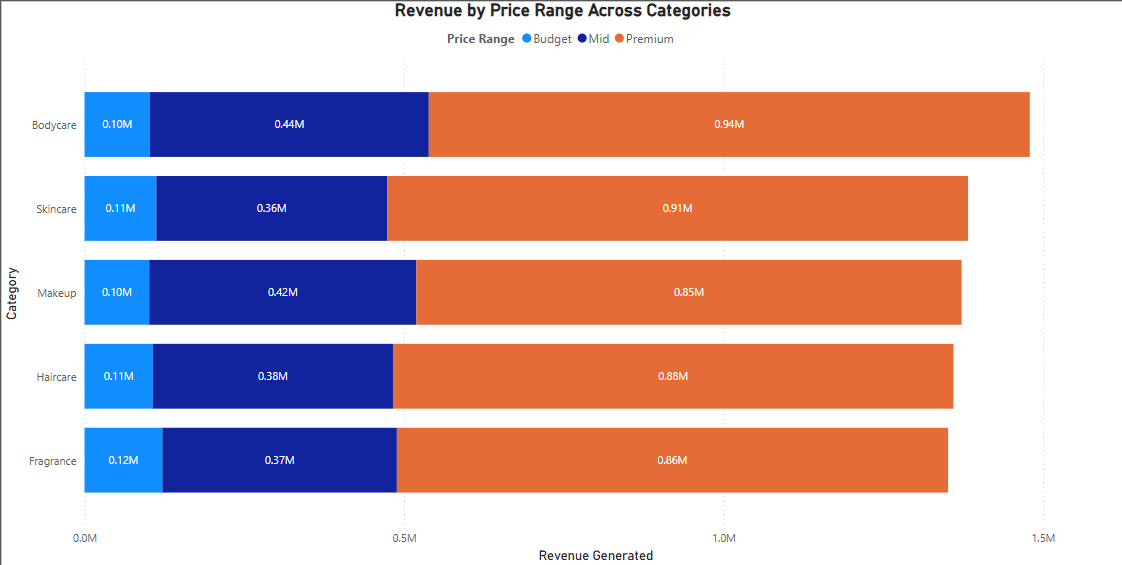 Revenue by Price Range Across Categories
Price Range Budget Mid Premium
Bodycare 0.10M 0.44M 0.94M
Skincare 0.11M 0.36M 0.91M
Makeup 0.10M 0.42M 0.85M
Haircare 0.11M 0.38M 0.88M
Fragrance 0.12M 0.37M 0.86M
Category
0.0M 0.5M 1.0M 1.5M
Revenue Generated